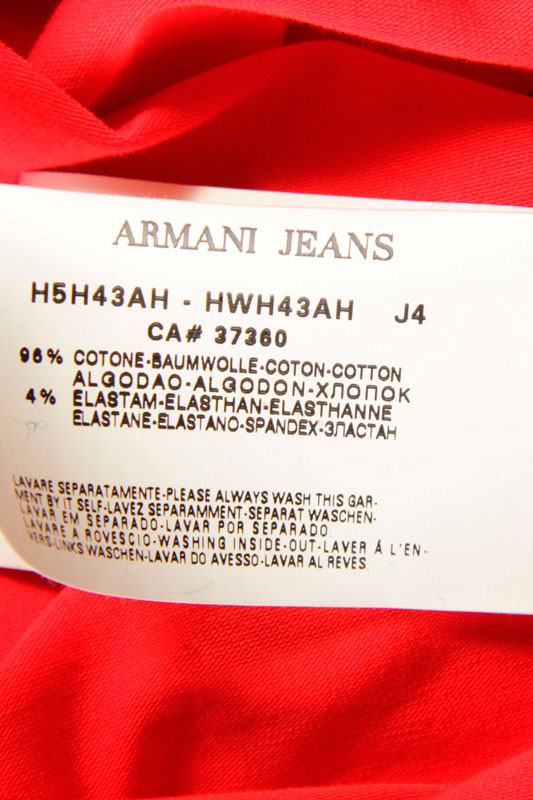 ARMANI JEANS
H5H43AH - HWH43AH J4
CA# 37360
96% COTONE-BAUMWOLLE-COTON-COTTON
ALGODAO-ALGODON-ХЛОПОК
4% ELASTAM-ELASTHAN-ELASTHANNE
ELASTANE-ELASTANO-SPANDEX-ЭЛАСТАН
LAVARE SEPARATAMENTE-PLEASE ALWAYS WASH THIS GAR-
MENT BY IT SELF-LAVEZ SEPARAMMENT-SEPARAT WASCHEN-
LAVAR EM SEPARADO-LAVAR POR SEPARADO.
LAVARE A ROVESCIO-WASHING INSIDE-OUT-LAVER Á L'EN-
VERS-LINKS WASCHEN-LAVAR DO AVESSO-LAVAR AL REVES.